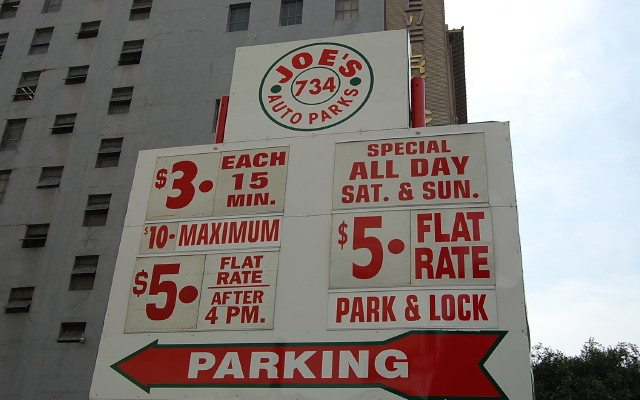 JOE'S
734
AUTO PARKS
$3.
EACH
15
MIN.
$10- MAXIMUM
$5.
FLAT
RATE
AFTER
4 PM.
SPECIAL
ALL DAY
SAT. & SUN.
$5.
FLAT
RATE
PARK & LOCK
PARKING